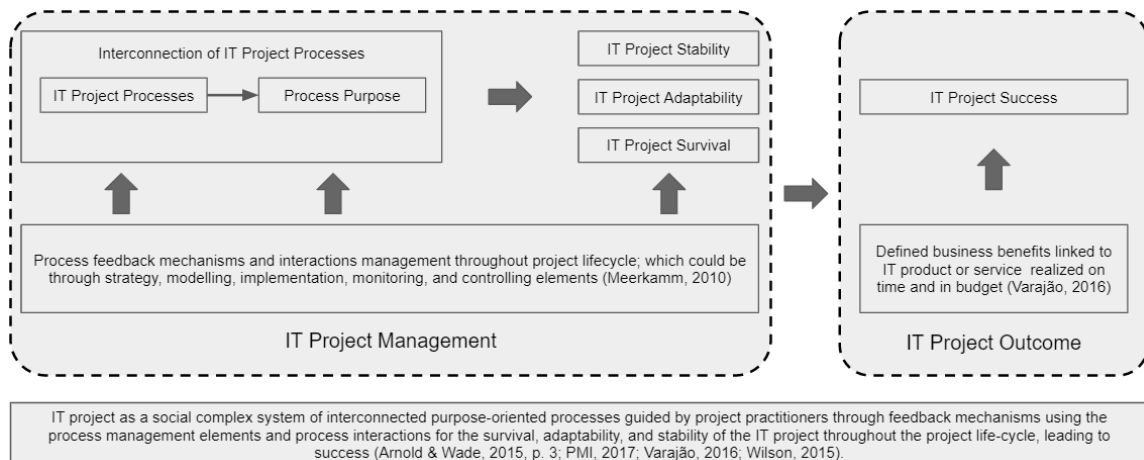 Interconnection of IT Project Processes
IT Project Processes
Process Purpose
IT Project Stability
IT Project Adaptability
IT Project Survival
Process feedback mechanisms and interactions management throughout project lifecycle; which could be
through strategy, modelling, implementation, monitoring, and controlling elements (Meerkamm, 2010)
IT Project Management
IT Project Success
Defined business benefits linked to
IT product or service realized on
time and in budget (Varajão, 2016)
IT Project Outcome
IT project as a social complex system of interconnected purpose-oriented processes guided by project practitioners through feedback mechanisms using the
process management elements and process interactions for the survival, adaptability, and stability of the IT project throughout the project life-cycle, leading to
success (Arnold & Wade, 2015, p. 3; PMI, 2017; Varajão, 2016; Wilson, 2015).